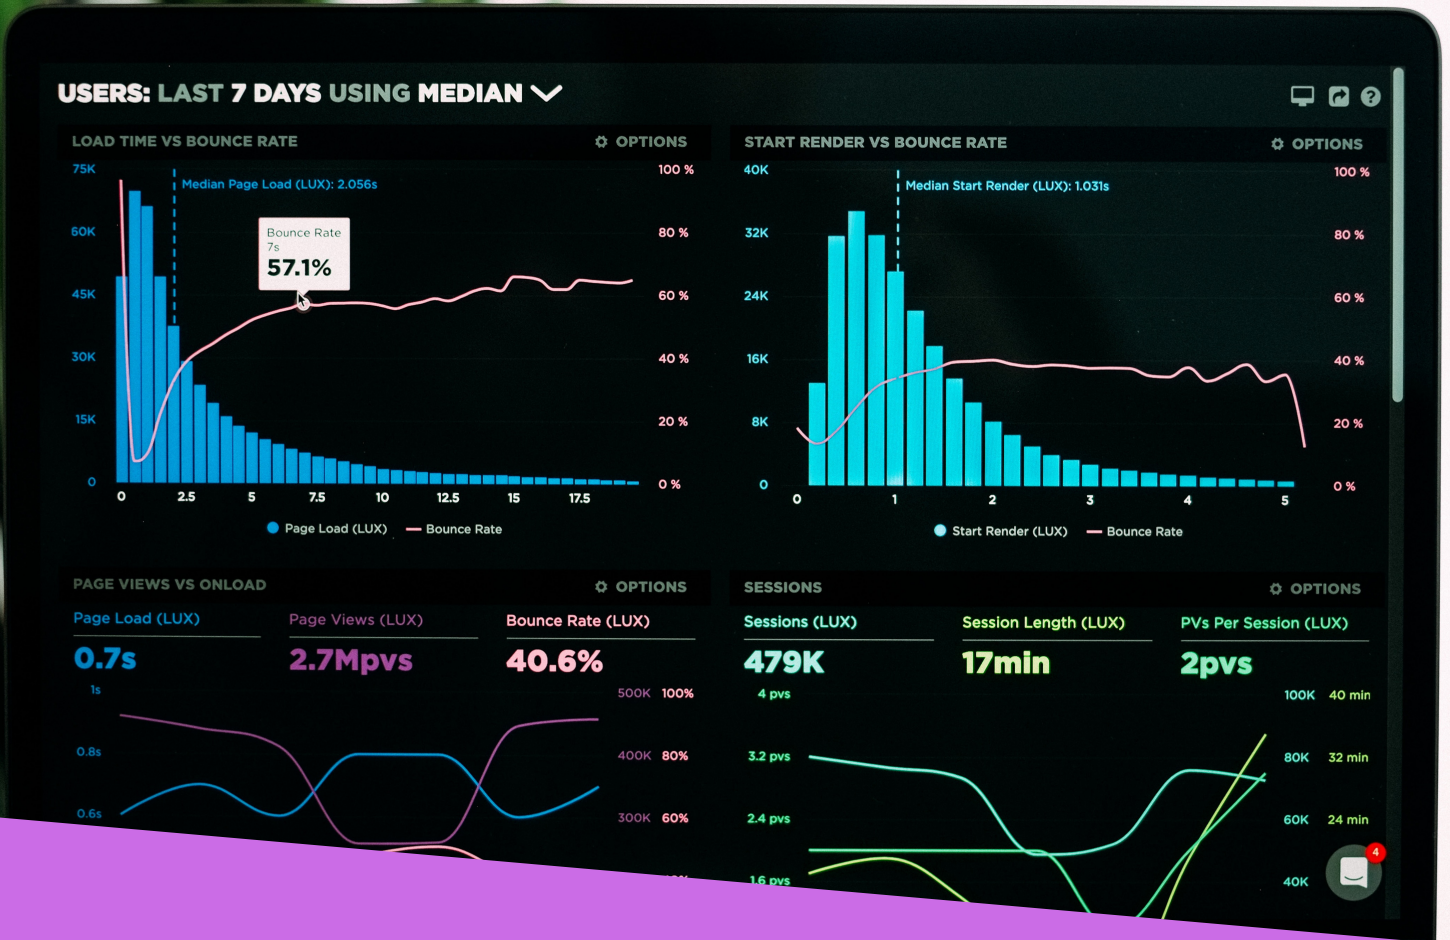 USERS: LAST 7 DAYS USING MEDIAN
LOAD TIME VS BOUNCE RATE
OPTIONS
75K
60K
45K
30K
15K
0
Median Page Load (LUX): 2.056s
Bounce Rate
7s
57.1%
100 %
80 %
60 %
40 %
20 %
0 %
0 2.5 5 7.5 10 12.5 15 17.5
Page Load (LUX) Bounce Rate
START RENDER VS BOUNCE RATE
OPTIONS
40K
32K
24K
16K
8K
0
Median Start Render (LUX): 1.031s
100 %
80 %
60 %
40 %
20 %
0 %
0 1 2 3 4 5
Start Render (LUX) Bounce Rate
PAGE VIEWS VS ONLOAD
OPTIONS
Page Load (LUX)
0.7s
Page Views (LUX)
2.7Mpvs
Bounce Rate (LUX)
40.6%
1s
0.8s
0.6s
500K 100%
400K 80%
300K 60%
SESSIONS
OPTIONS
Sessions (LUX)
479K
Session Length (LUX)
17min
PVs Per Session (LUX)
2pvs
4 pvs
3.2 pvs
2.4 pvs
1.6 pvs
100K 40 min
80K 32 min
60K 24 min
40K
4